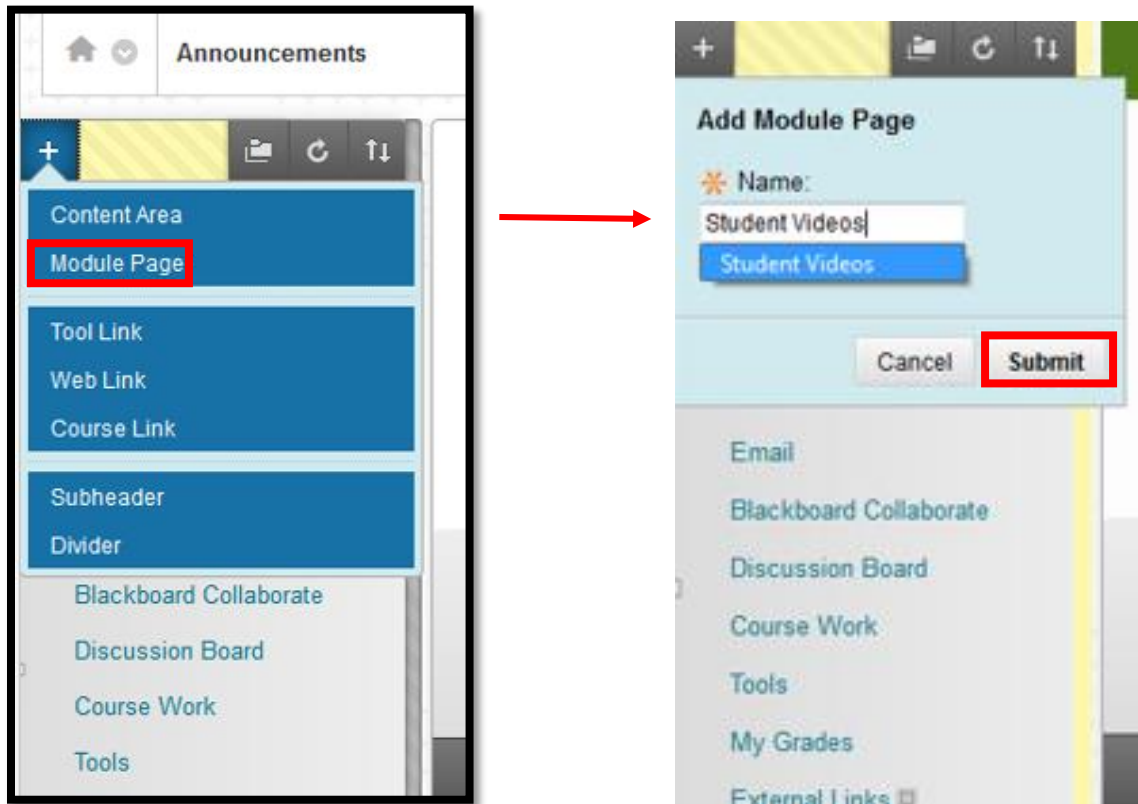 Announcements
+
Content Area
Module Page
Tool Link
Web Link
Course Link
Subheader
Divider
Blackboard Collaborate
Discussion Board
Course Work
Tools
+
Add Module Page
Name:
Student Videos
Student Videos
Cancel Submit
Email
Blackboard Collaborate
Discussion Board
Course Work
Tools
My Grades
External Links